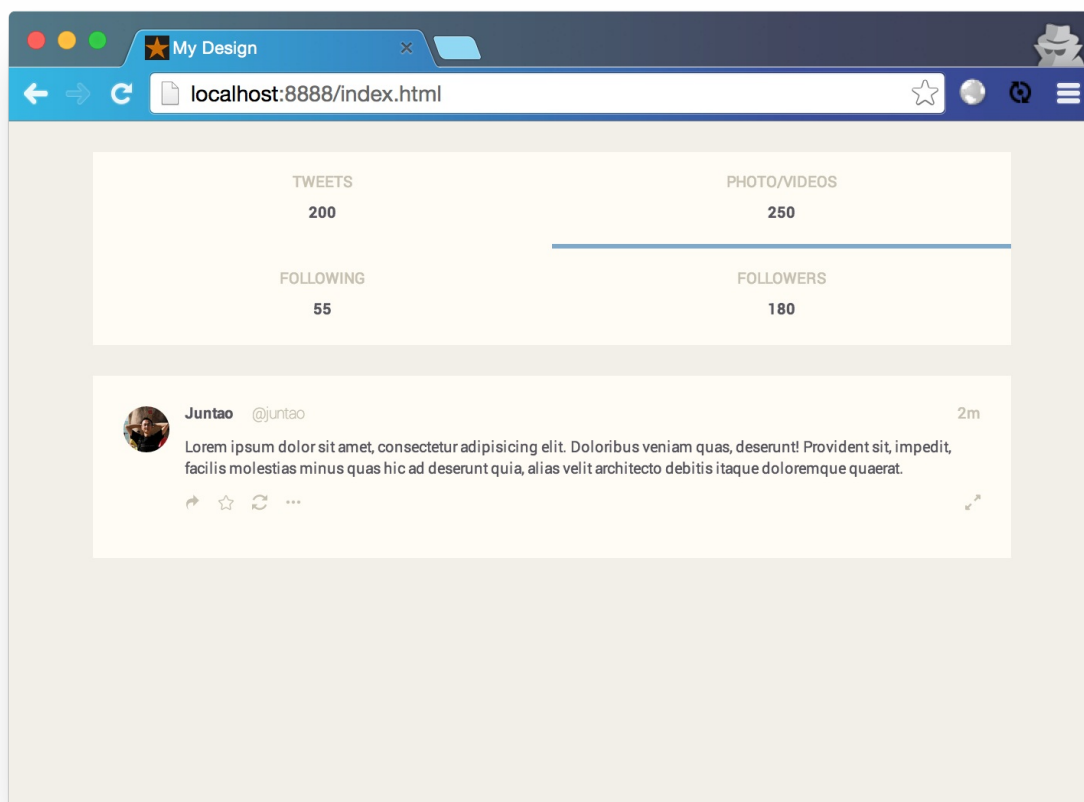 My Design
localhost:8888/index.html
TWEETS
200
PHOTO/VIDEOS
250
FOLLOWING
55
FOLLOWERS
180
Juntao @juntao 2m
Lorem ipsum dolor sit amet, consectetur adipisicing elit. Doloribus veniam quas, deserunt! Provident sit, impedit,
facilis molestias minus quas hic ad deserunt quia, alias velit architecto debitis itaque doloremque quaerat.